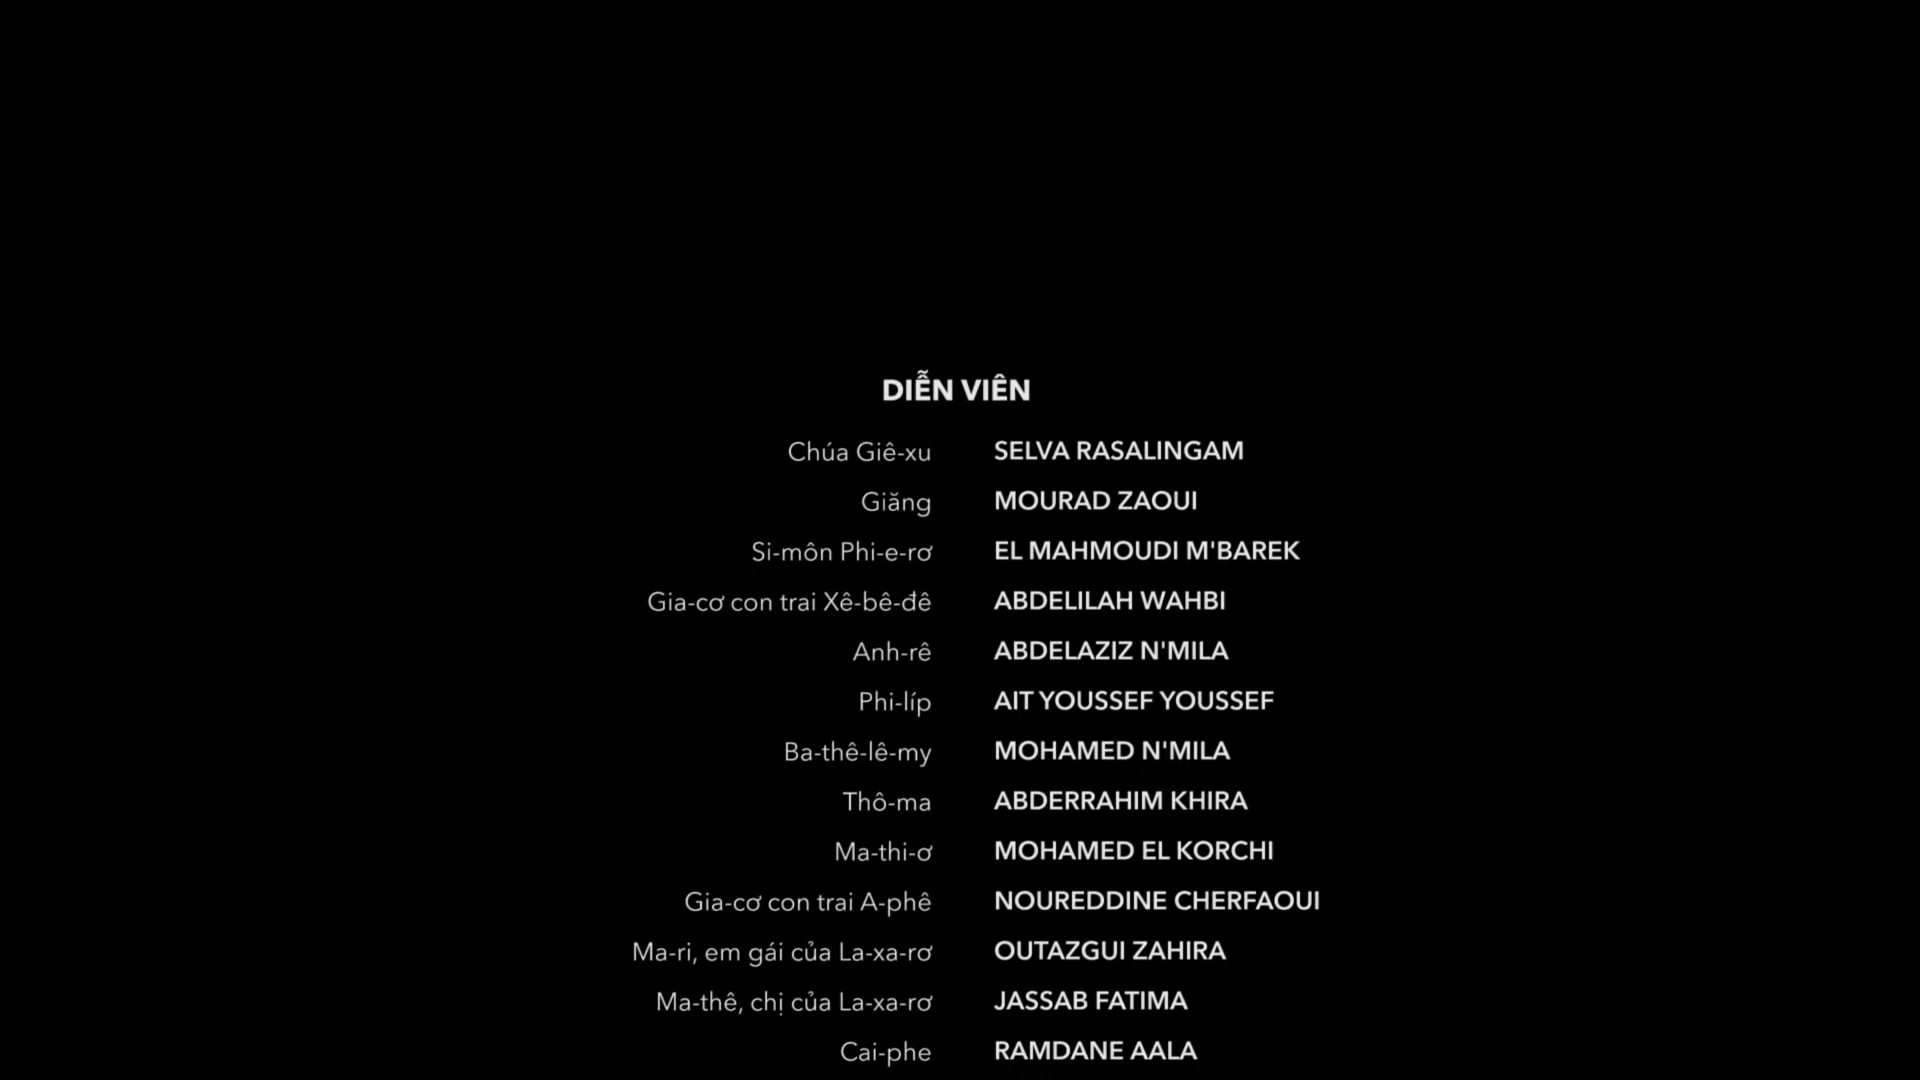 DIỄN VIÊN
Chúa Giê-xu SELVA RASALINGAM
Giăng MOURAD ZAOUI
Si-môn Phi-e-rơ EL MAHMOUDI M'BAREK
Gia-cơ con trai Xê-bê-đê ABDELILAH WAHBI
Anh-rê ABDELAZIZ N'MILA
Phi-líp AIT YOUSSEF YOUSSEF
Ba-thê-lê-my MOHAMED N'MILA
Thô-ma ABDERRAHIM KHIRA
Ma-thi-ơ MOHAMED EL KORCHI
Gia-cơ con trai A-phê NOUREDDINE CHERFAOUI
Ma-ri, em gái của La-xa-rơ OUTAZGUI ZAHIRA
Ma-thê, chị của La-xa-rơ JASSAB FATIMA
Cai-phe RAMDANE AALA